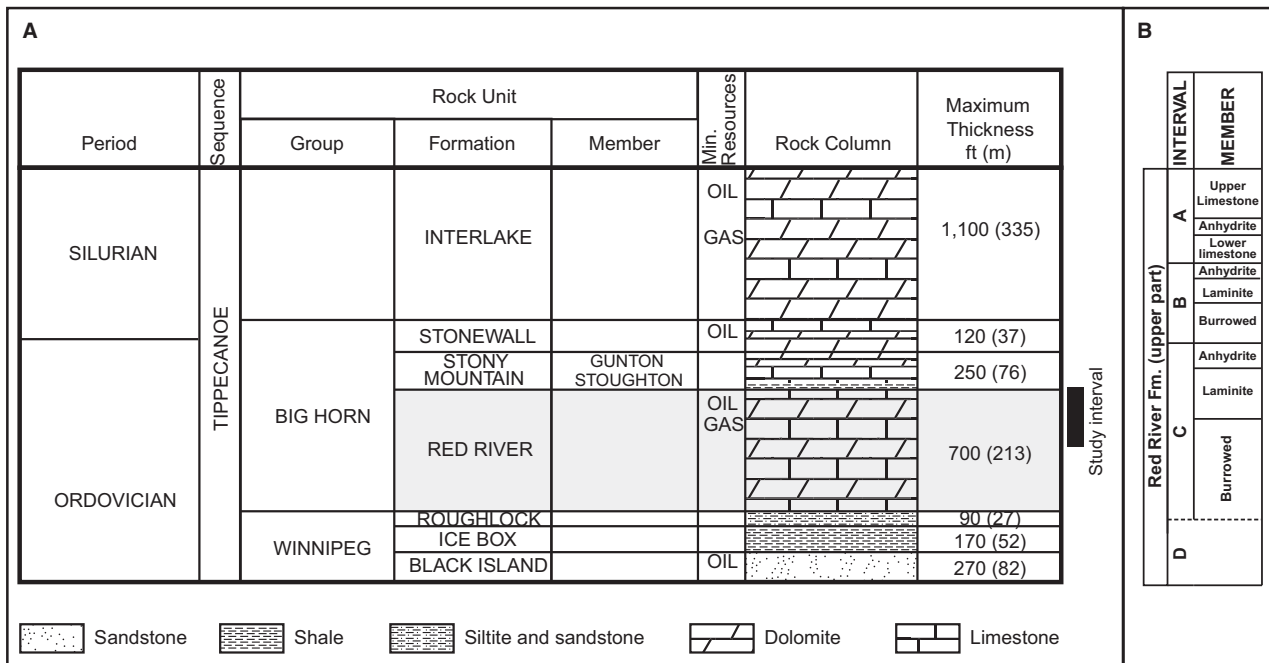 A
Period
Sequence
Rock Unit
Group
Formation
Member
Min.
Resources
Rock Column
Maximum
Thickness
ft (m)
SILURIAN
ORDOVICIAN
TIPPECANOE
INTERLAKE
OIL
GAS
1,100 (335)
BIG HORN
STONEWALL
OIL
120 (37)
STONY
MOUNTAIN
GUNTON
STOUGHTON
250 (76)
RED RIVER
OIL
GAS
700 (213)
Study interval
WINNIPEG
ROUGHLOCK
90 (27)
ICE BOX
170 (52)
BLACK ISLAND
OIL
270 (82)
Sandstone
Shale
Siltite and sandstone
Dolomite
Limestone
B
INTERVAL
MEMBER
Red River Fm. (upper part)
A
Upper
Limestone
Anhydrite
Lower
limestone
B
Anhydrite
Laminite
Burrowed
C
Anhydrite
Laminite
Burrowed
D